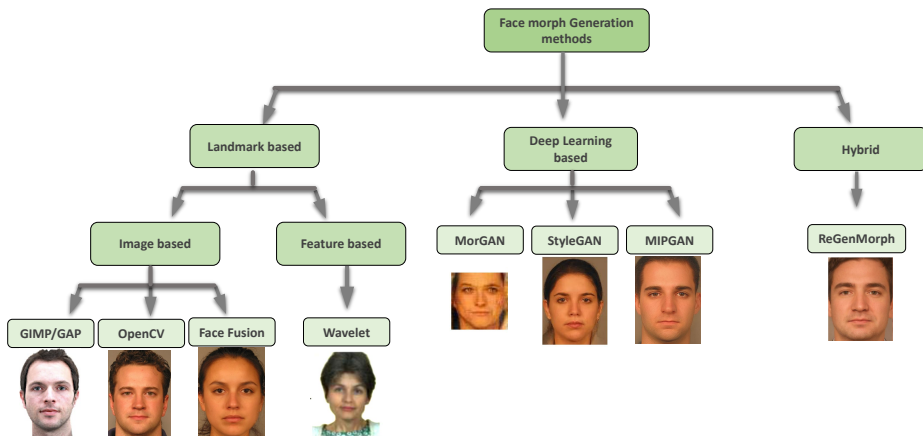 Face morph Generation
methods
Landmark based
Deep Learning
based
Hybrid
Image based
Feature based
MorGAN
StyleGAN
MIPGAN
ReGenMorph
GIMP/GAP
OpenCV
Face Fusion
Wavelet